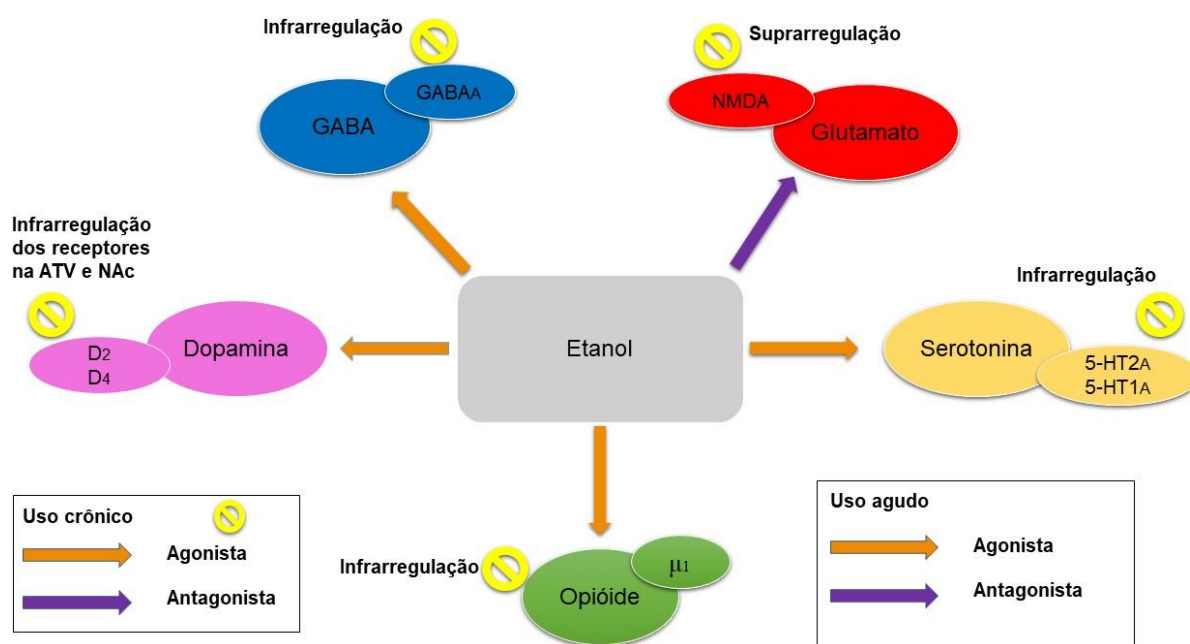 Infrarregulação
GABAA
GABA
Suprarregulação
NMDA
Glutamato
Infrarregulação
dos receptores
na ATV e NAc
Dopamina
D2
D4
Etanol
Infrarregulação
Serotonina
5-HT2A
5-HT1A
Infrarregulação
μ1
Opióide
Uso crônico
Agonista
Antagonista
Uso agudo
Agonista
Antagonista